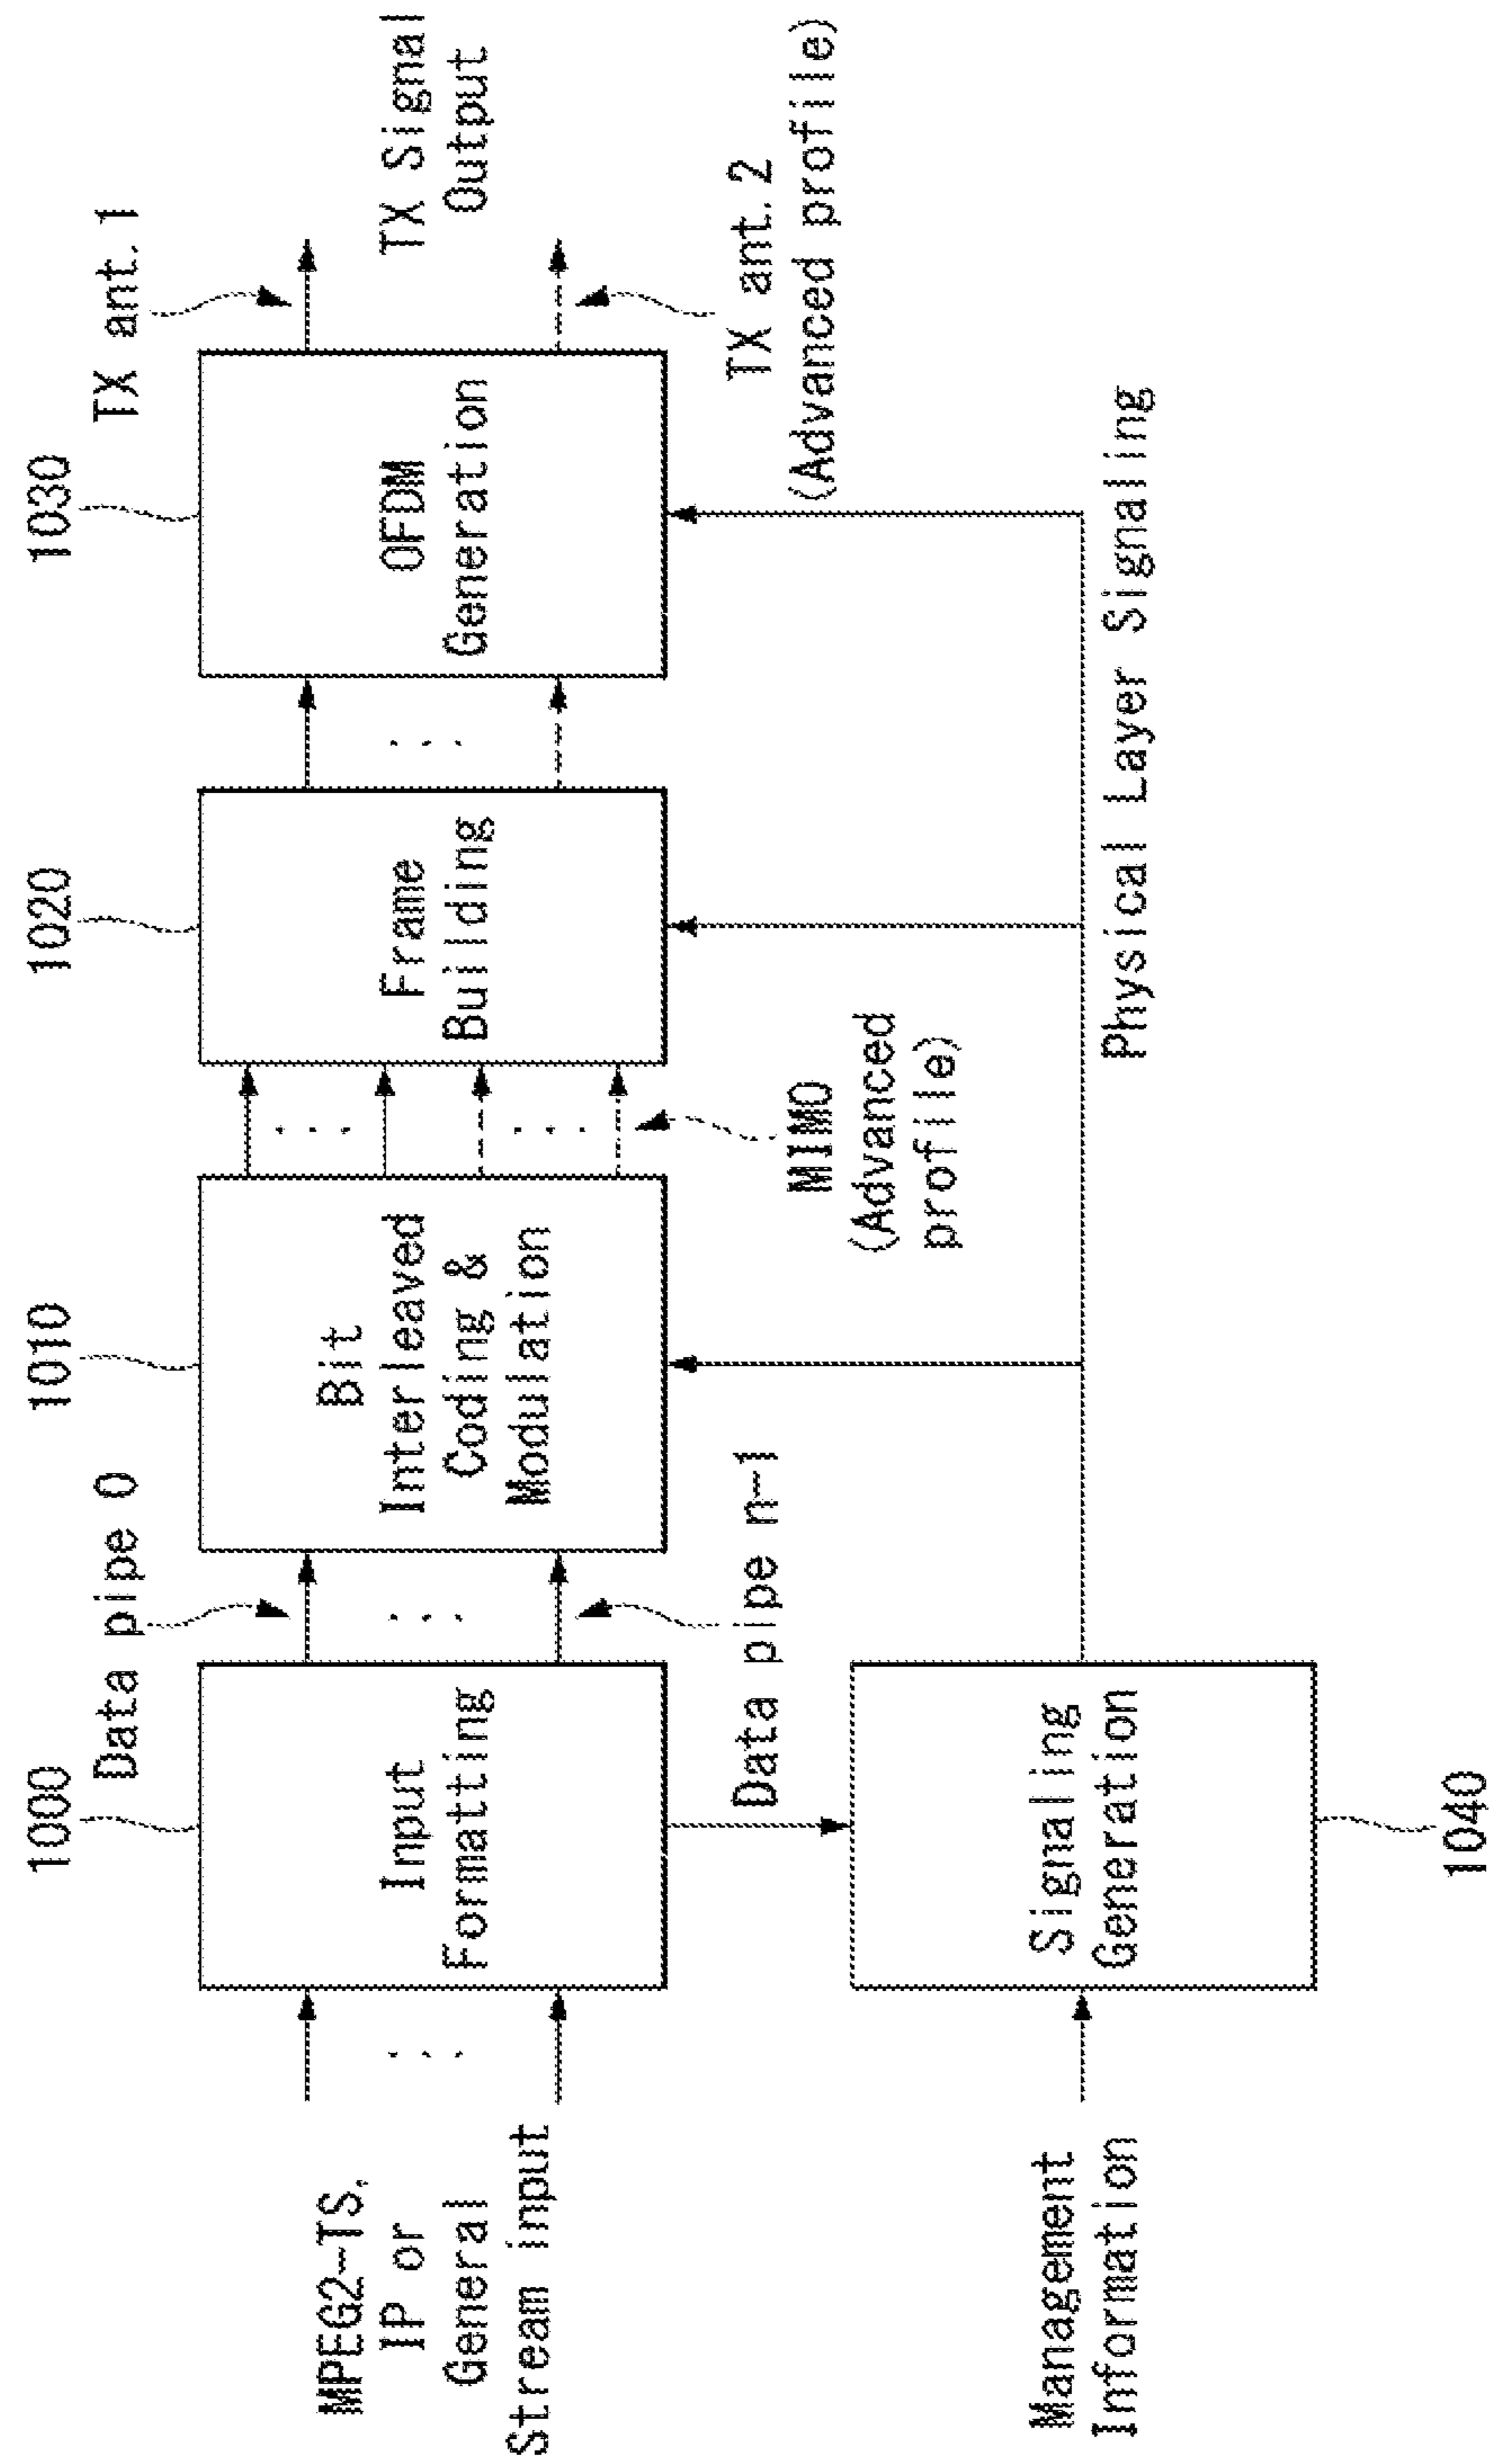 1000
1010
1020
1030
Data pipe 0
TX ant.1
MPEG2-TS,
IP or
General
Stream input
Input
Formatting
Bit
Interleaved
Coding &
Modulation
Frame
Building
OFDM
Generation
TX Signal
Output
Data pipe n-1
MIMO
(Advanced
profile)
TX ant.2
(Advanced profile)
Management
Information
Signaling
Generation
Physical Layer Signaling
1040